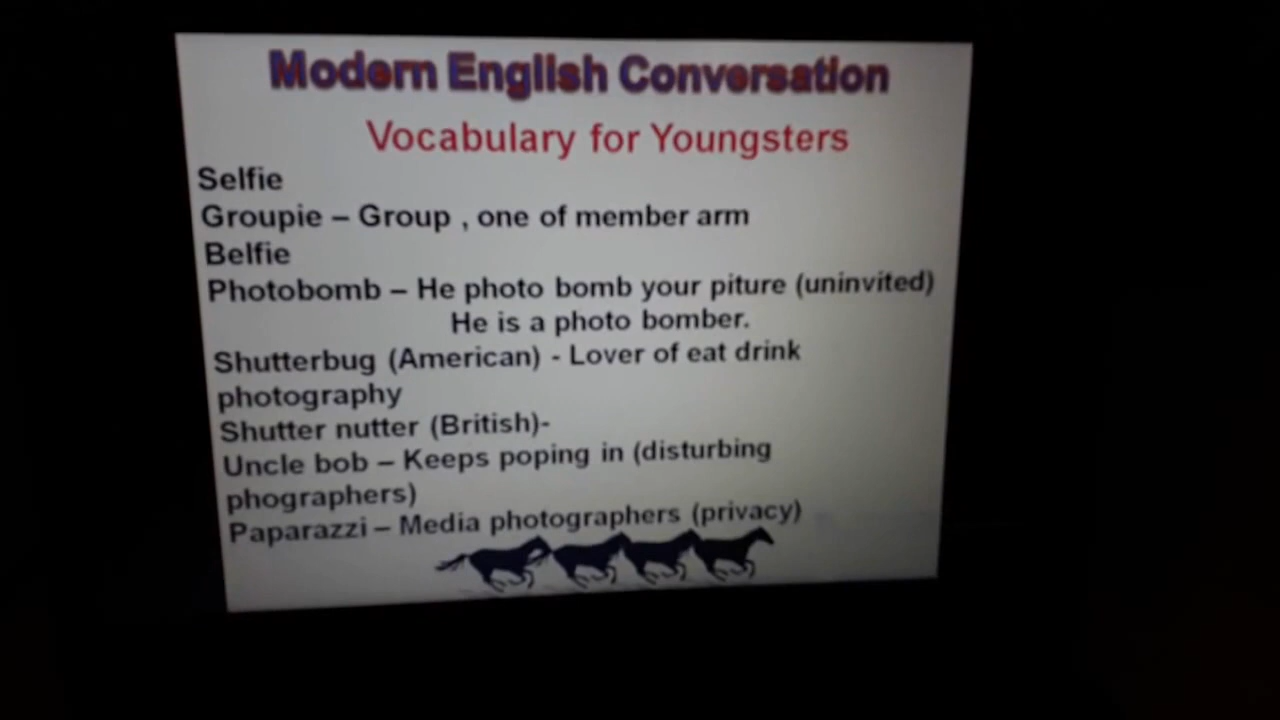 Modern English Conversation
Vocabulary for Youngsters
Selfie
Groupie – Group , one of member arm
Belfie
Photobomb – He photo bomb your piture (uninvited)
He is a photo bomber.
Shutterbug (American) - Lover of eat drink
photography
Shutter nutter (British)-
Uncle bob – Keeps poping in (disturbing
phographers)
Paparazzi – Media photographers (privacy)